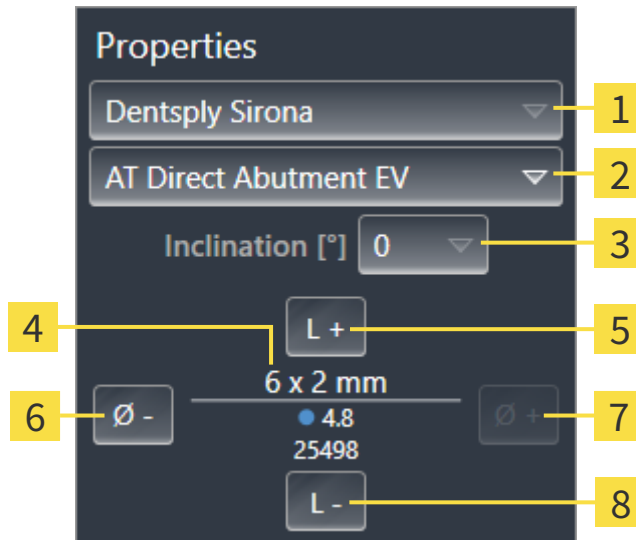 Properties
Dentsply Sirona
1
AT Direct Abutment EV
2
Inclination [°] 0
3
4
L +
5
6 x 2 mm
6
Ø -
4.8
Ø +
7
25498
L -
8